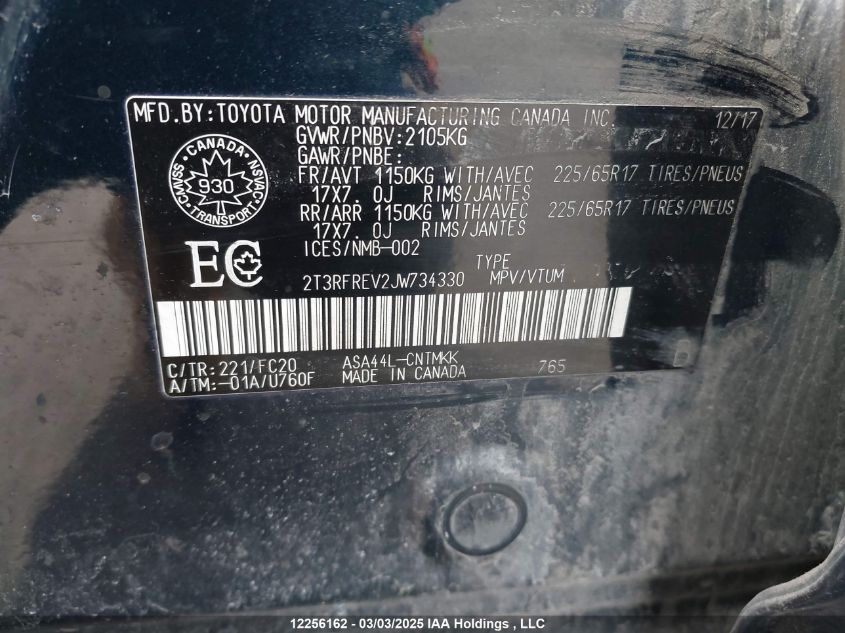 MFD.BY:TOYOTA MOTOR MANUFACTURING CANADA INC. 12/17
GVWR/PNBV:2105KG
GAWR/PNBE:
FR/AVT 1150KG WITH/AVEC 225/65R17 TIRES/PNEUS
17X7.0J RIMS/JANTES
RR/ARR 1150KG WITH/AVEC 225/65R17 TIRES/PNEUS
17X7.0J RIMS/JANTES
ICES/NMB-002
CANADA
CMVSS NSVAC
930
TRANSPORT
EC
TYPE
2T3RFREV2JW734330 MPV/VTUM
C/TR:221/FC20 ASA44L-CNTMKK 765
A/TM:-01A/U760F MADE IN CANADA
12256162 - 03/03/2025 IAA Holdings , LLC